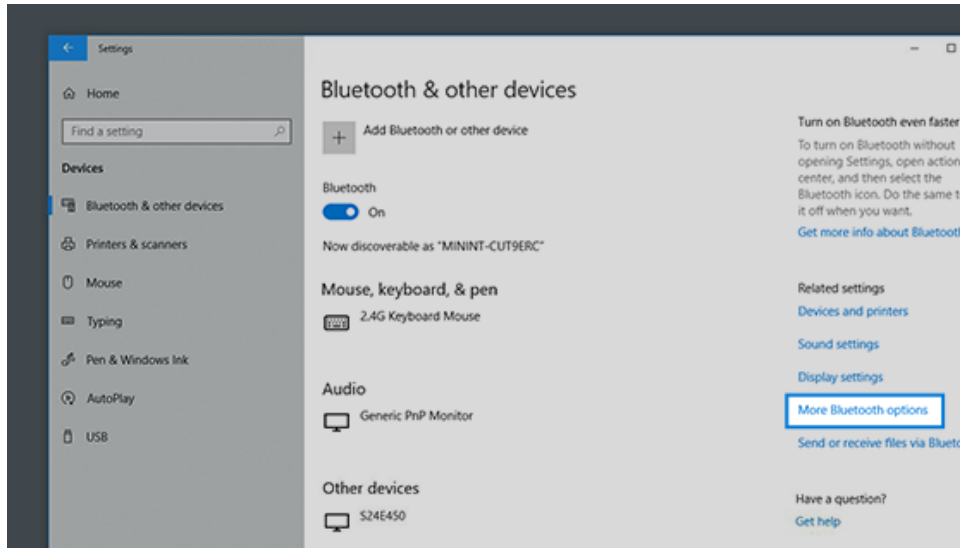 Settings
Home
Find a setting
Devices
Bluetooth & other devices
Printers & scanners
Mouse
Typing
Pen & Windows Ink
AutoPlay
USB
Bluetooth & other devices
Add Bluetooth or other device
Bluetooth
On
Now discoverable as "MININT-CUT9ERC"
Mouse, keyboard, & pen
2.4G Keyboard Mouse
Audio
Generic PnP Monitor
Other devices
S24E450
Turn on Bluetooth even faster
To turn on Bluetooth without
opening Settings, open action
center, and then select the
Bluetooth icon. Do the same
it off when you want.
Get more info about
Related settings
Devices and printers
Sound settings
Display settings
More Bluetooth options
Send or receive files via
Have a question?
Get help